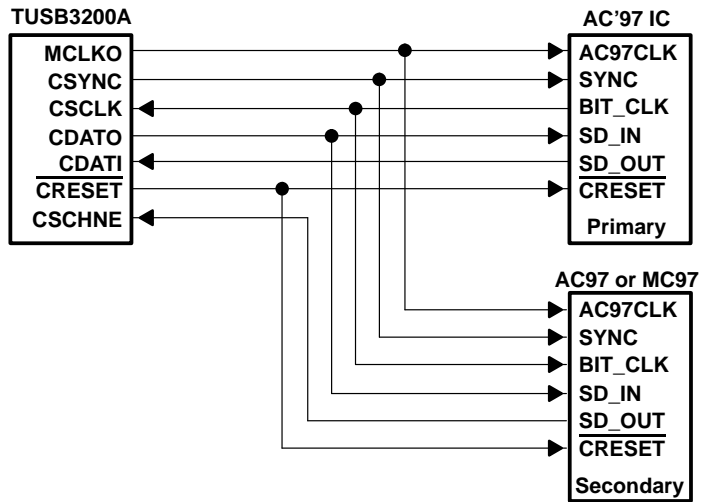 TUSB3200A
MCLKO
CSYNC
CSCLK
CDATO
CDATI
CRESET
CSCHNE
AC’97 IC
AC97CLK
SYNC
BIT_CLK
SD_IN
SD_OUT
CRESET
Primary
AC97 or MC97
AC97CLK
SYNC
BIT_CLK
SD_IN
SD_OUT
CRESET
Secondary